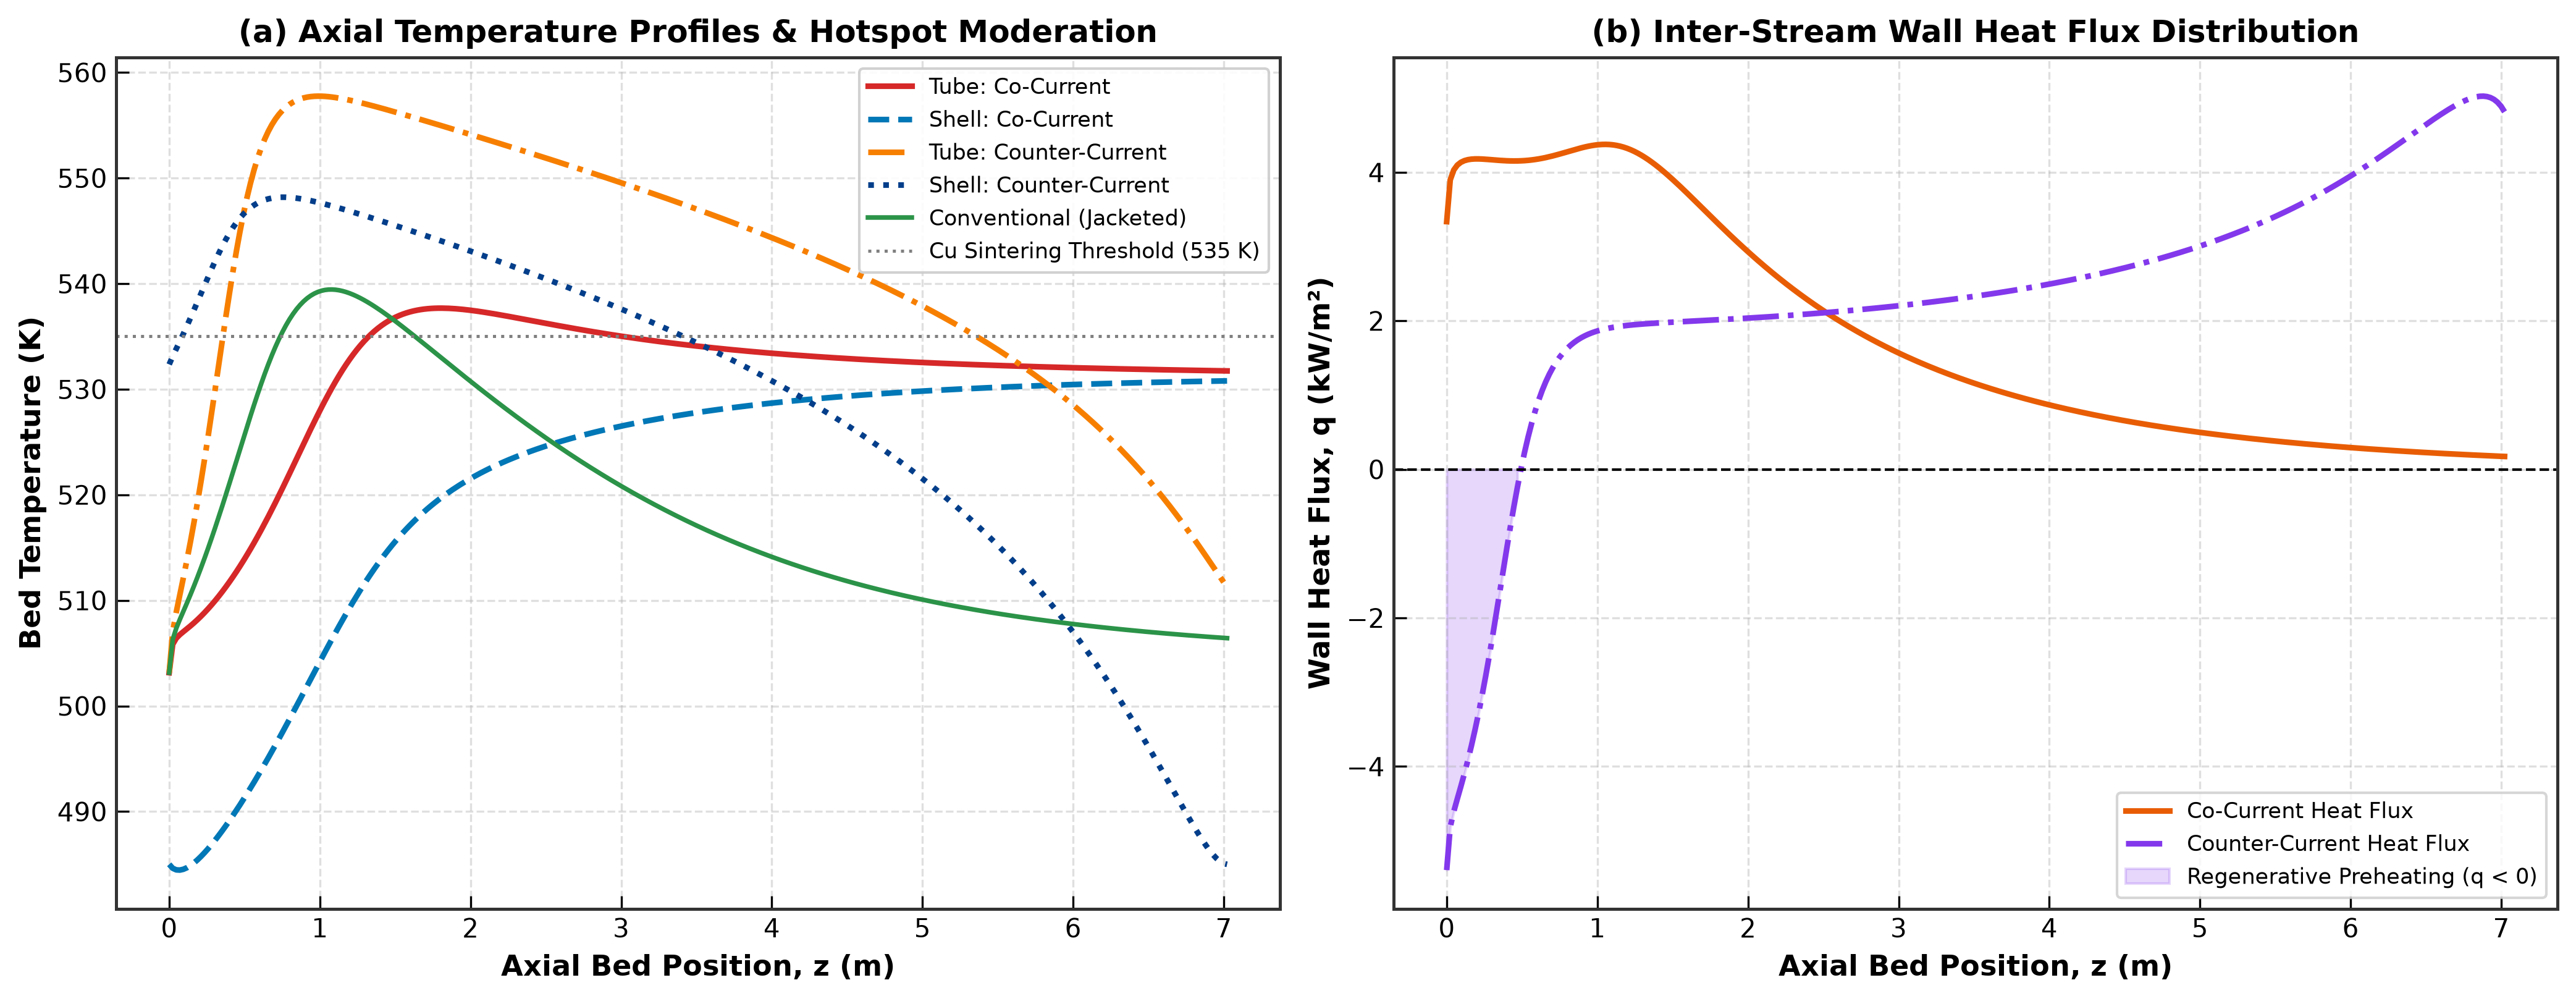 (a) Axial Temperature Profiles & Hotspot Moderation
Bed Temperature (K)
560
550
540
530
520
510
500
490
Tube: Co-Current
Shell: Co-Current
Tube: Counter-Current
Shell: Counter-Current
Conventional (Jacketed)
Cu Sintering Threshold (535 K)
0 1 2 3 4 5 6 7
Axial Bed Position, z (m)
(b) Inter-Stream Wall Heat Flux Distribution
Wall Heat Flux, q (kW/m²)
4
2
0
−2
−4
Co-Current Heat Flux
Counter-Current Heat Flux
Regenerative Preheating (q < 0)
0 1 2 3 4 5 6 7
Axial Bed Position, z (m)